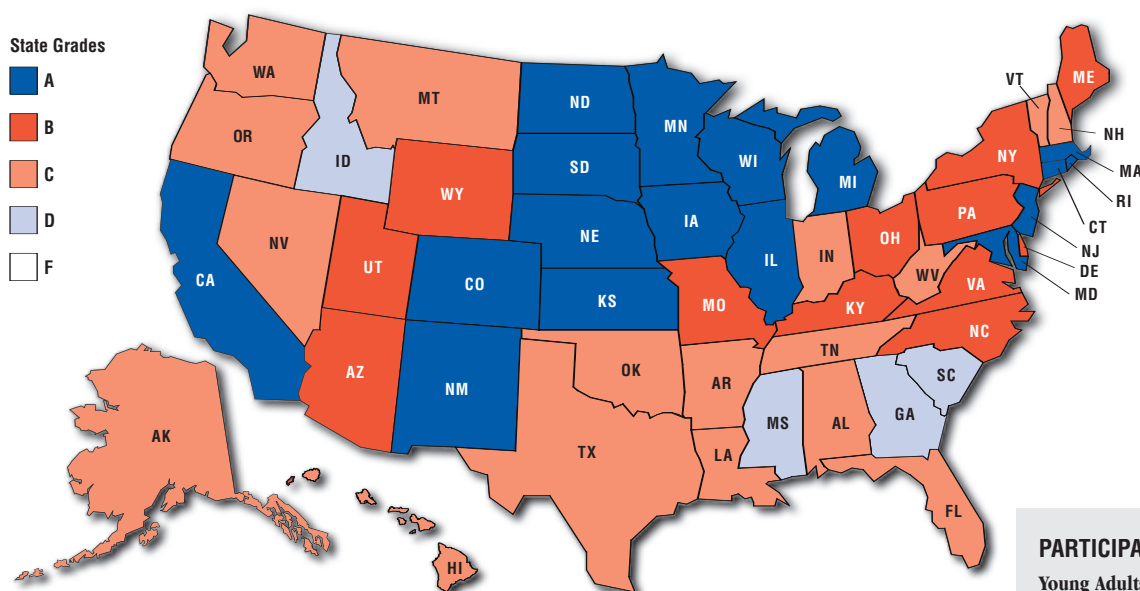 State Grades
A
B
C
D
F
WA
OR
ID
MT
WY
NV
UT
CA
AZ
CO
NM
ND
SD
NE
KS
OK
TX
MN
IA
MO
AR
LA
WI
IL
MI
IN
OH
KY
TN
MS
AL
GA
FL
SC
NC
VA
WV
PA
NY
ME
VT
NH
MA
RI
CT
NJ
DE
MD
AK
HI
PARTICIPA
Young Adults